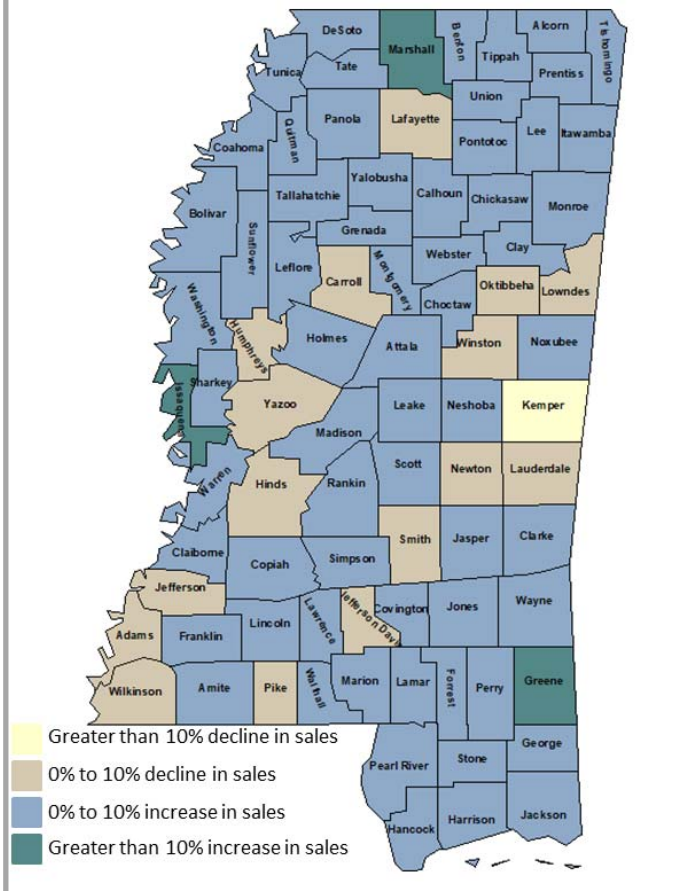 DeSoto
Marshall
Benton
Alcorn
Tishomingo
Tunica
Tate
Tippah
Prentiss
Union
Panola
Lafayette
Quitman
Coahoma
Pontotoc
Lee
Itawamba
Yalobusha
Tallahatchie
Calhoun
Chickasaw
Monroe
Bolivar
Sunflower
Grenada
Leflore
Carroll
Montgomery
Webster
Clay
Oktibbeha
Lowndes
Choctaw
Washington
Humphreys
Holmes
Attala
Winston
Noxubee
Sharkey
Issaquena
Yazoo
Madison
Leake
Neshoba
Kemper
Warren
Hinds
Rankin
Scott
Newton
Lauderdale
Claiborne
Copiah
Simpson
Smith
Jasper
Clarke
Jefferson
Adams
Franklin
Lincoln
Lawrence
Jefferson Davis
Covington
Jones
Wayne
Wilkinson
Amite
Pike
Walthall
Marion
Lamar
Forrest
Perry
Greene
Pearl River
Stone
George
Hancock
Harrison
Jackson
Greater than 10% decline in sales
0% to 10% decline in sales
0% to 10% increase in sales
Greater than 10% increase in sales